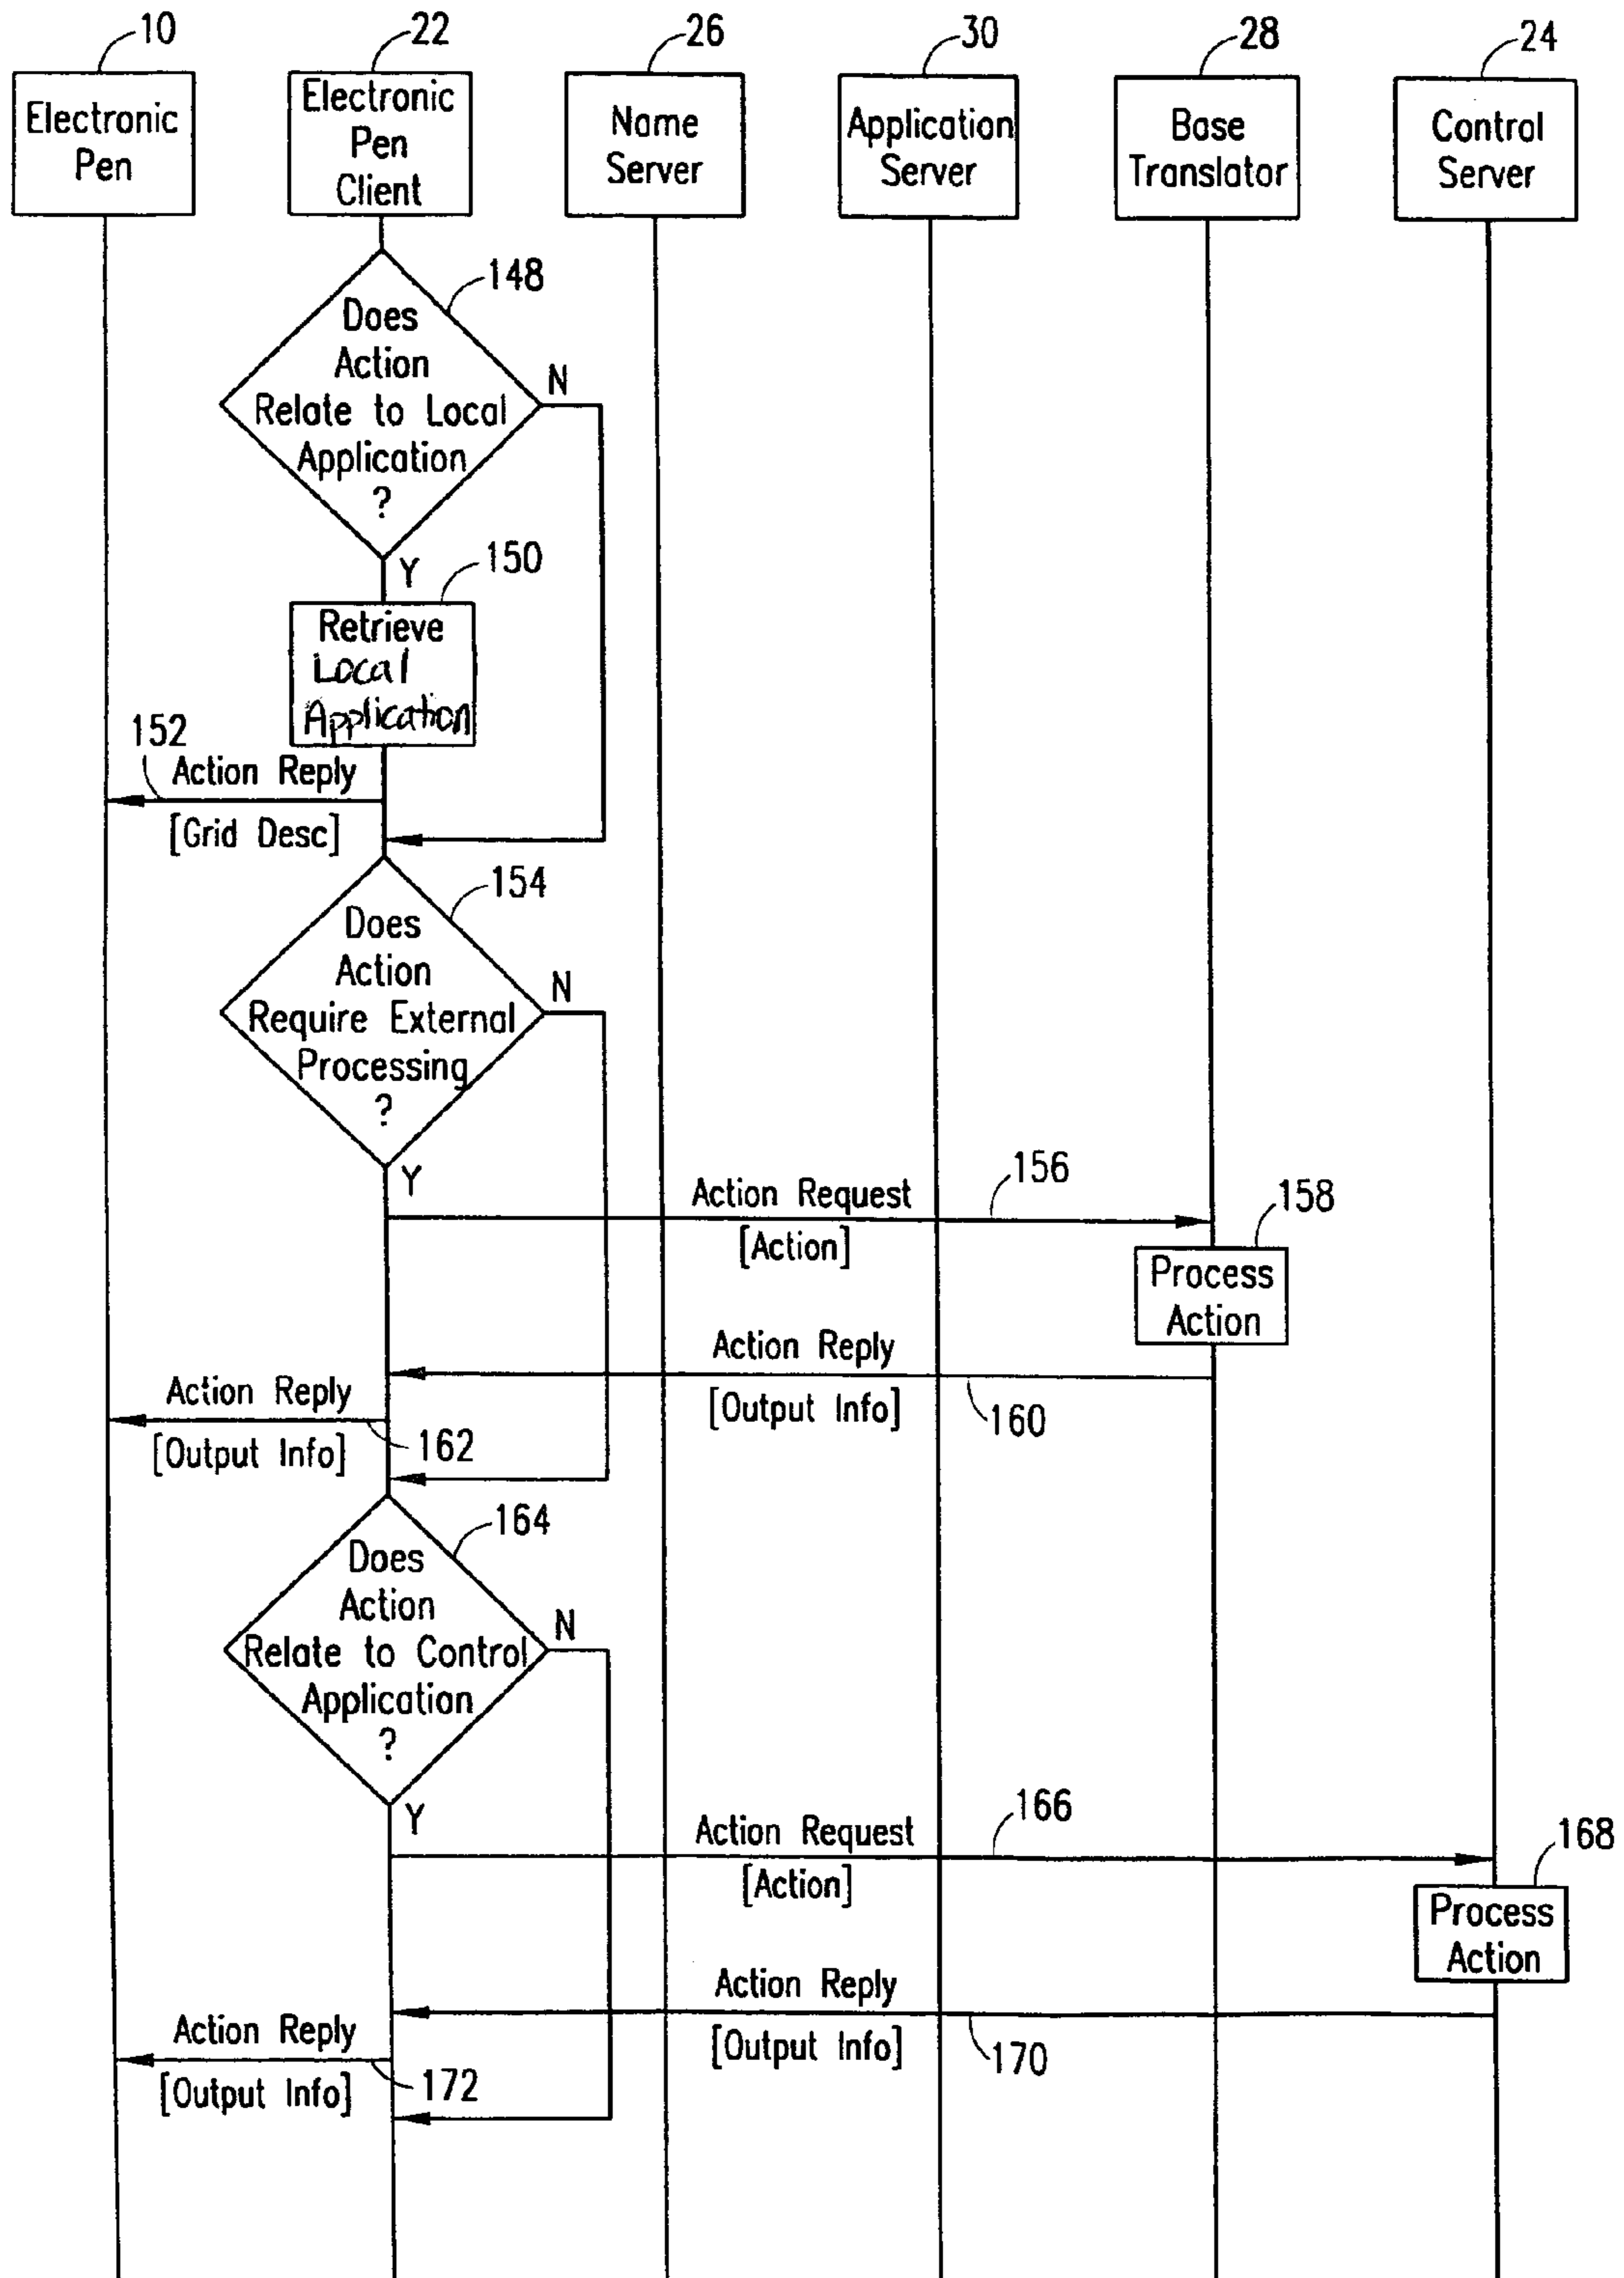 10
22
26
30
28
24
Electronic
Pen
Electronic
Pen
Client
Name
Server
Application
Server
Base
Translator
Control
Server
148
Does
Action
Relate to Local
Application
?
N
Y
150
Retrieve
Local
Application
152
Action Reply
[Grid Desc]
154
Does
Action
Require External
Processing
?
N
Y
156
Action Request
[Action]
158
Process
Action
Action Reply
[Output Info]
160
Action Reply
[Output Info]
162
164
Does
Action
Relate to Control
Application
?
N
Y
166
Action Request
[Action]
168
Process
Action
Action Reply
[Output Info]
170
Action Reply
[Output Info]
172